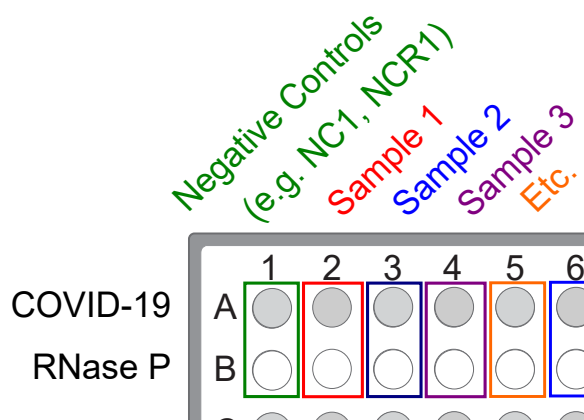 Negative Controls
(e.g. NC1, NCR1)
Sample 1
Sample 2
Sample 3
Etc.
1 2 3 4 5 6
COVID-19 A
RNase P B